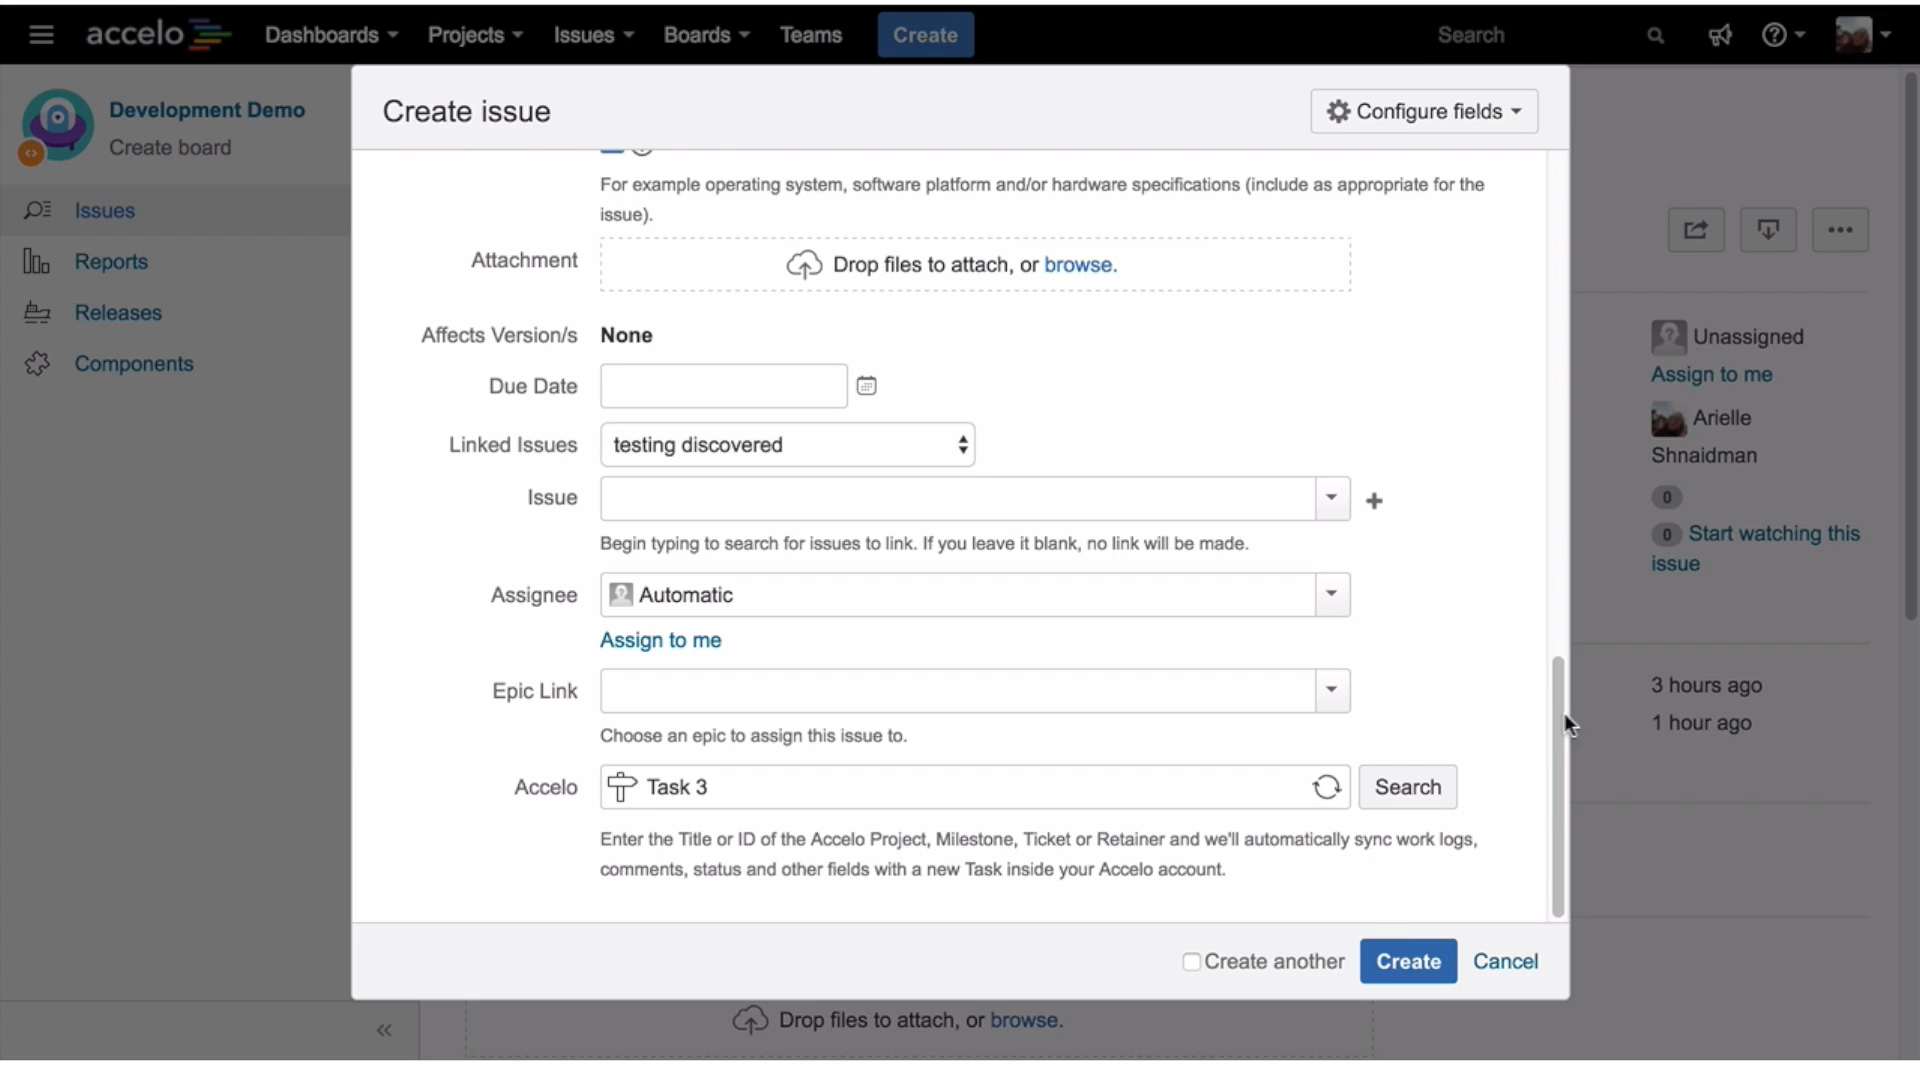 accelo Dashboards Projects Issues Boards Teams Create Search
Development Demo
Create board
Issues
Reports
Releases
Components
Create issue
Configure fields
For example operating system, software platform and/or hardware specifications (include as appropriate for the
issue).
Attachment Drop files to attach, or browse.
Affects Version/s None
Due Date
Linked Issues testing discovered
Issue
Begin typing to search for issues to link. If you leave it blank, no link will be made.
Assignee Automatic
Assign to me
Epic Link
Choose an epic to assign this issue to.
Accelo Task 3 Search
Enter the Title or ID of the Accelo Project, Milestone, Ticket or Retainer and we'll automatically sync work logs,
comments, status and other fields with a new Task inside your Accelo account.
Create another Create Cancel
Unassigned
Assign to me
Arielle
Shnaidman
0
0 Start watching this
issue
3 hours ago
1 hour ago
Drop files to attach, or browse.